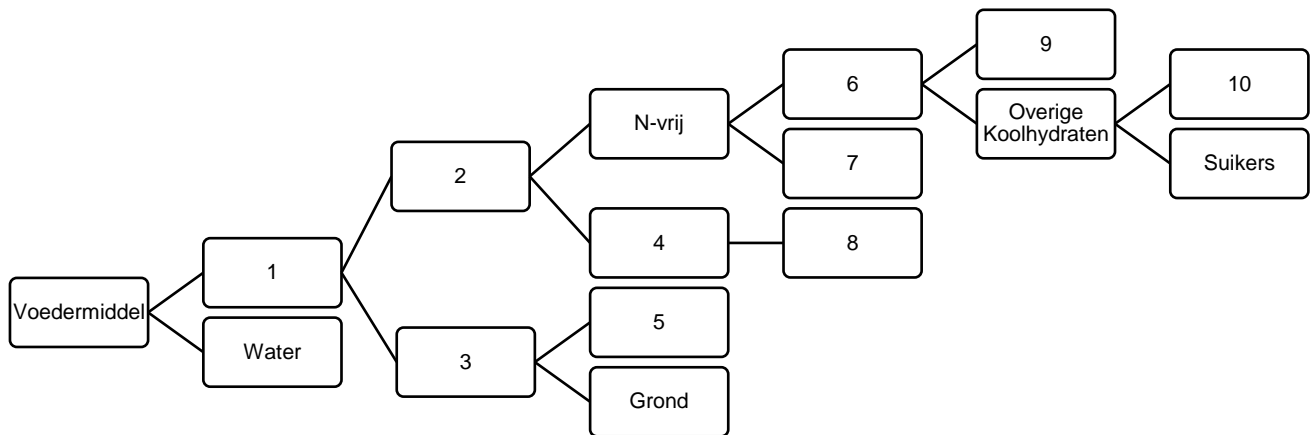 Voedermiddel
1
Water
2
3
N-vrij
4
5
Grond
6
7
8
9
Overige
Koolhydraten
10
Suikers